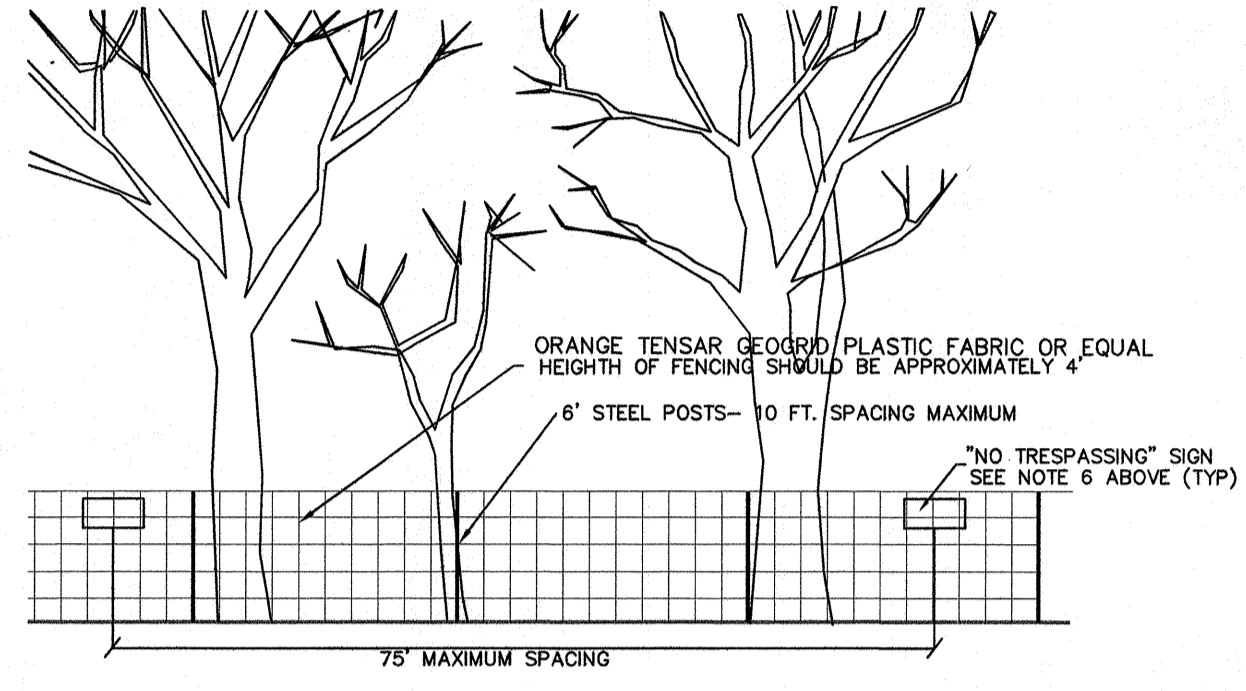 ORANGE TENSAR GEOGRID PLASTIC FABRIC OR EQUAL
HEIGHTH OF FENCING SHOULD BE APPROXIMATELY 4'
6' STEEL POSTS– 10 FT. SPACING MAXIMUM
"NO TRESPASSING" SIGN
SEE NOTE 6 ABOVE (TYP)
75' MAXIMUM SPACING